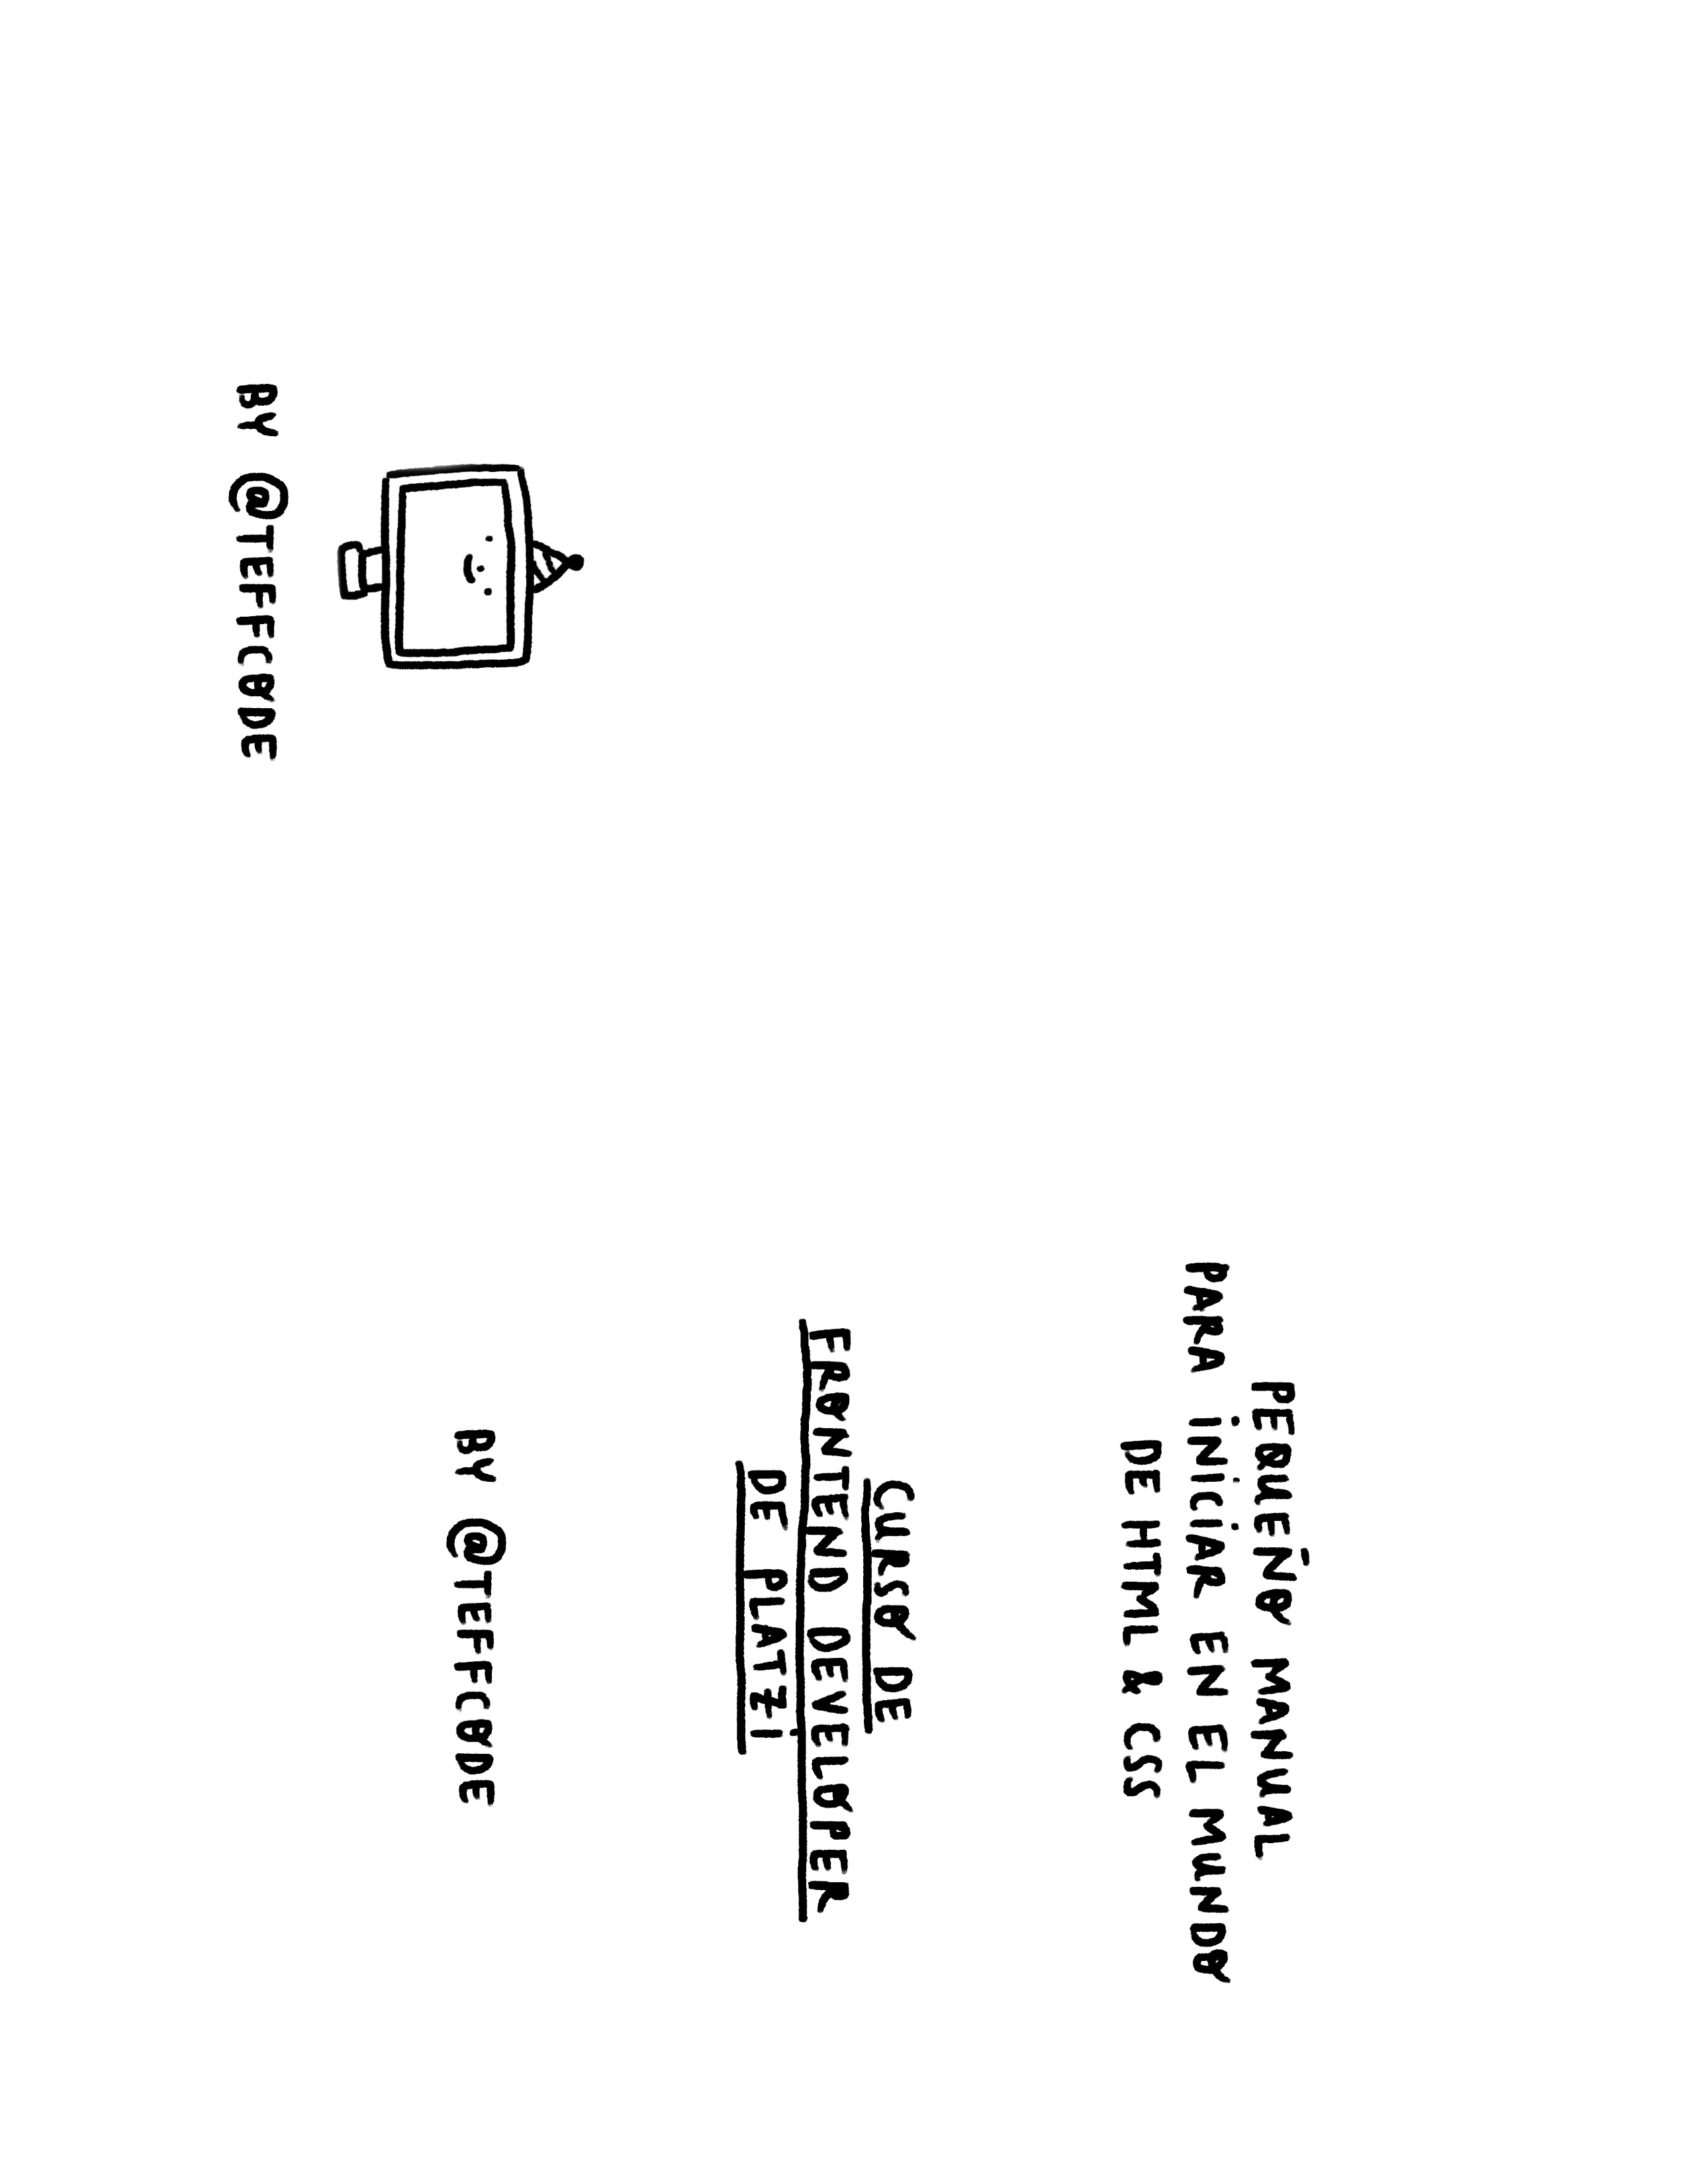 BY @TEFFCODE
PEQUEÑO MANUAL
PARA INICIAR EN EL MUNDO
DE HTML & CSS
CURSO DE
FRONTEND DEVELOPER
DE PLATZI
BY @TEFFCODE